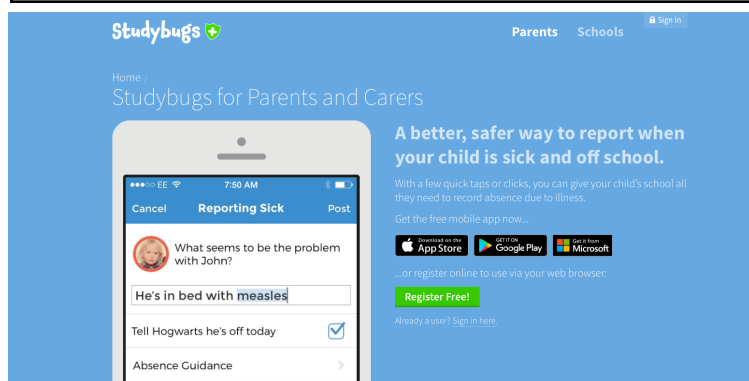 Studybugs
Parents
Schools
Sign In
Home /
Studybugs for Parents and Carers
EE
7:50 AM
Cancel
Reporting Sick
Post
What seems to be the problem
with John?
He's in bed with measles
Tell Hogwarts he's off today
Absence Guidance
A better, safer way to report when
your child is sick and off school.
With a few quick taps or clicks, you can give your child's school all
they need to record absence due to illness.
Get the free mobile app now...
Download on the
App Store
GET IT ON
Google Play
Get it from
Microsoft
...or register online to use via your web browser:
Register Free!
Already a user? Sign in here.